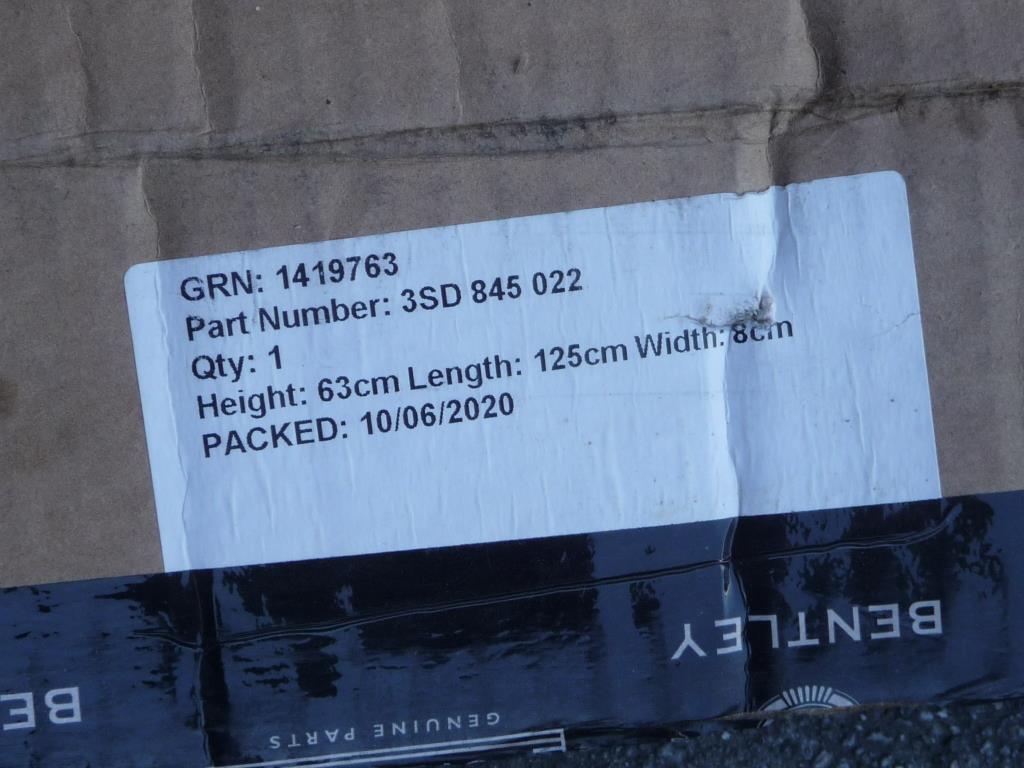 GRN: 1419763
Part Number: 3SD 845 022
Qty: 1
Height: 63cm Length: 125cm Width: 8cm
PACKED: 10/06/2020
BENTLEY
BE
GENUINE PARTS